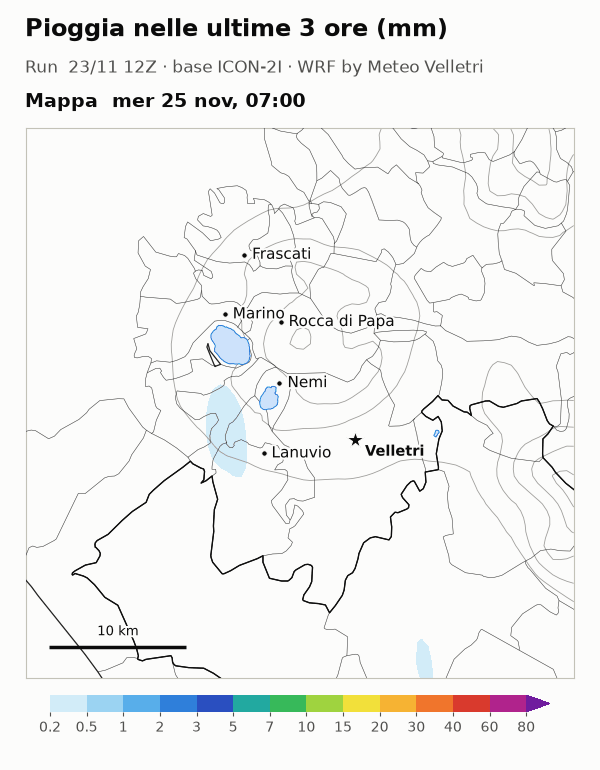 Pioggia nelle ultime 3 ore (mm)
Run  23/11 12Z · base ICON-2I · WRF by Meteo Velletri
Mappa  mer 25 nov, 07:00
Frascati
Marino
Rocca di Papa
Nemi
Velletri
Lanuvio
10 km
0.2 0.5 1 2 3 5 7 10 15 20 30 40 60 80